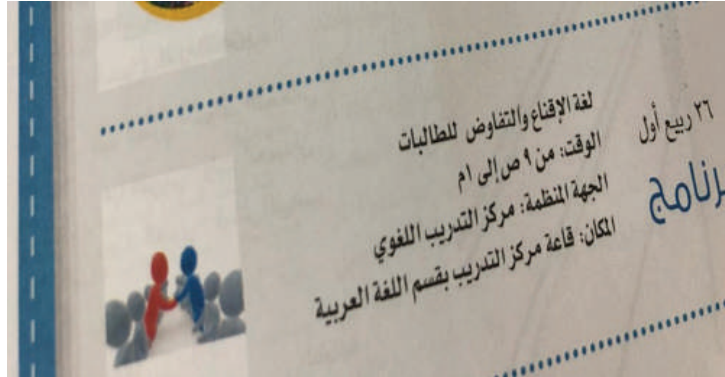 ٢٦ ربيع أول
برنامج
لغة الإقناع والتفاوض للطالبات
الوقت: من ٩ ص إلى ١م
الجهة المنظمة: مركز التدريب اللغوي
المكان: قاعة مركز التدريب بقسم اللغة العربية